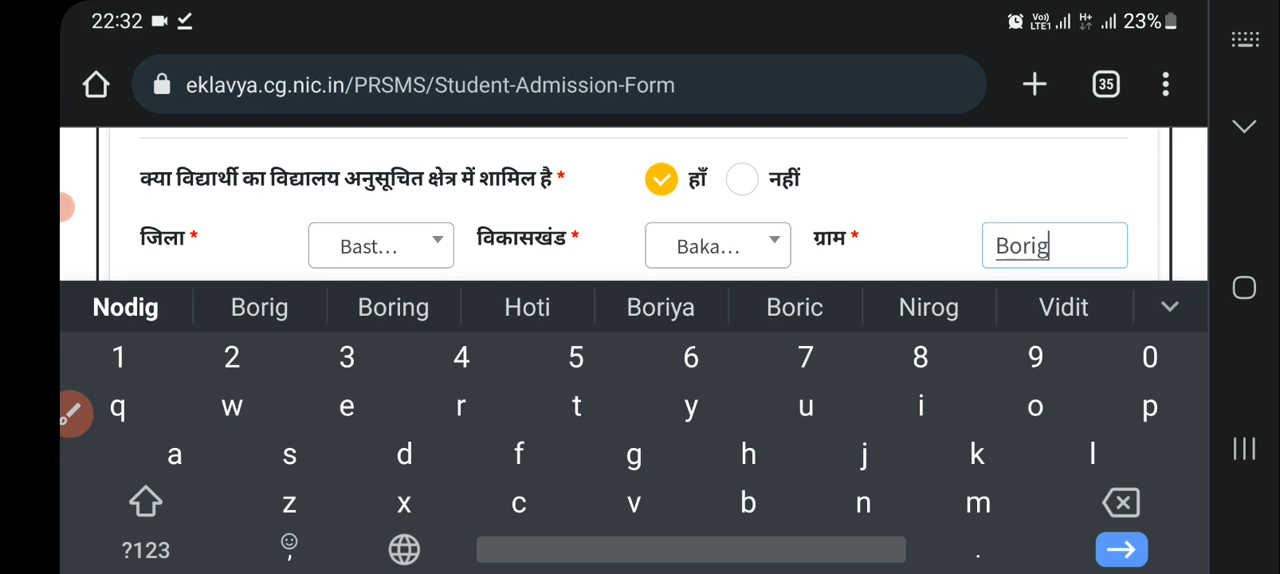 22:32 Vo) LTE1 H+ 23%
eklavya.cg.nic.in/PRSMS/Student-Admission-Form 35
क्या विद्यार्थी का विद्यालय अनुसूचित क्षेत्र में शामिल है * हाँ नहीं
जिला * Bast... विकासखंड * Baka... ग्राम * Borig
Nodig Borig Boring Hoti Boriya Boric Nirog Vidit
1 2 3 4 5 6 7 8 9 0
q w e r t y u i o p
a s d f g h j k l
z x c v b n m
?123 , .